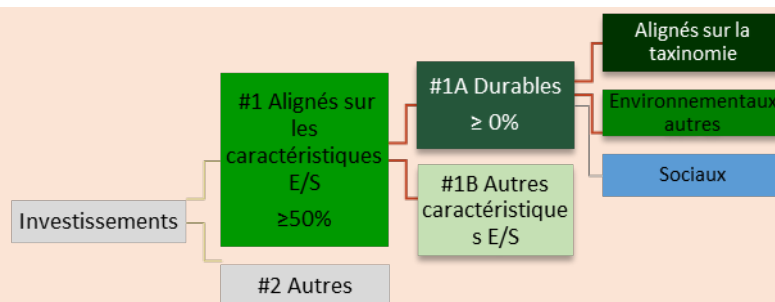 Investissements
#1 Alignés sur
les
caractéristiques
E/S
≥50%
#2 Autres
#1A Durables
≥ 0%
#1B Autres
caractéristique
s E/S
Alignés sur la
taxinomie
Environnementaux
autres
Sociaux